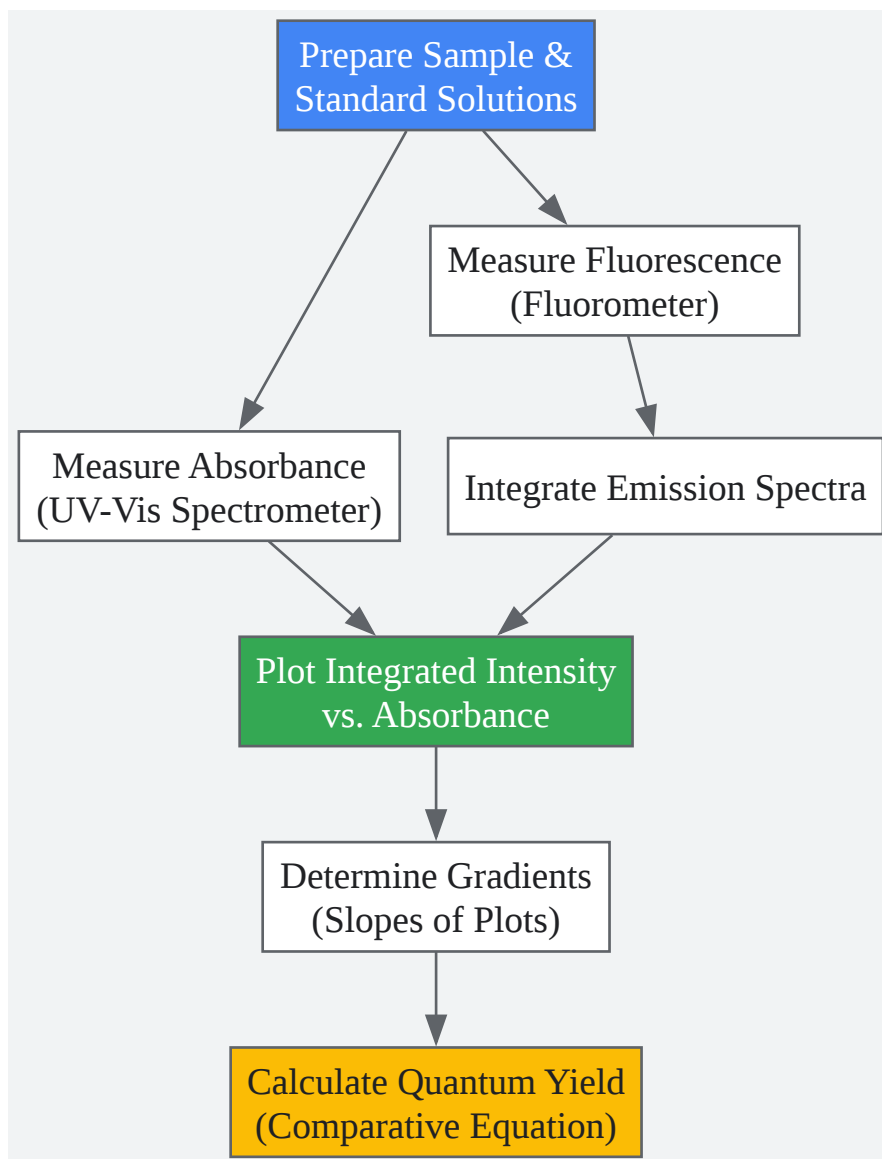 Prepare Sample &
Standard Solutions
Measure Fluorescence
(Fluorometer)
Measure Absorbance
(UV-Vis Spectrometer)
Integrate Emission Spectra
Plot Integrated Intensity
vs. Absorbance
Determine Gradients
(Slopes of Plots)
Calculate Quantum Yield
(Comparative Equation)